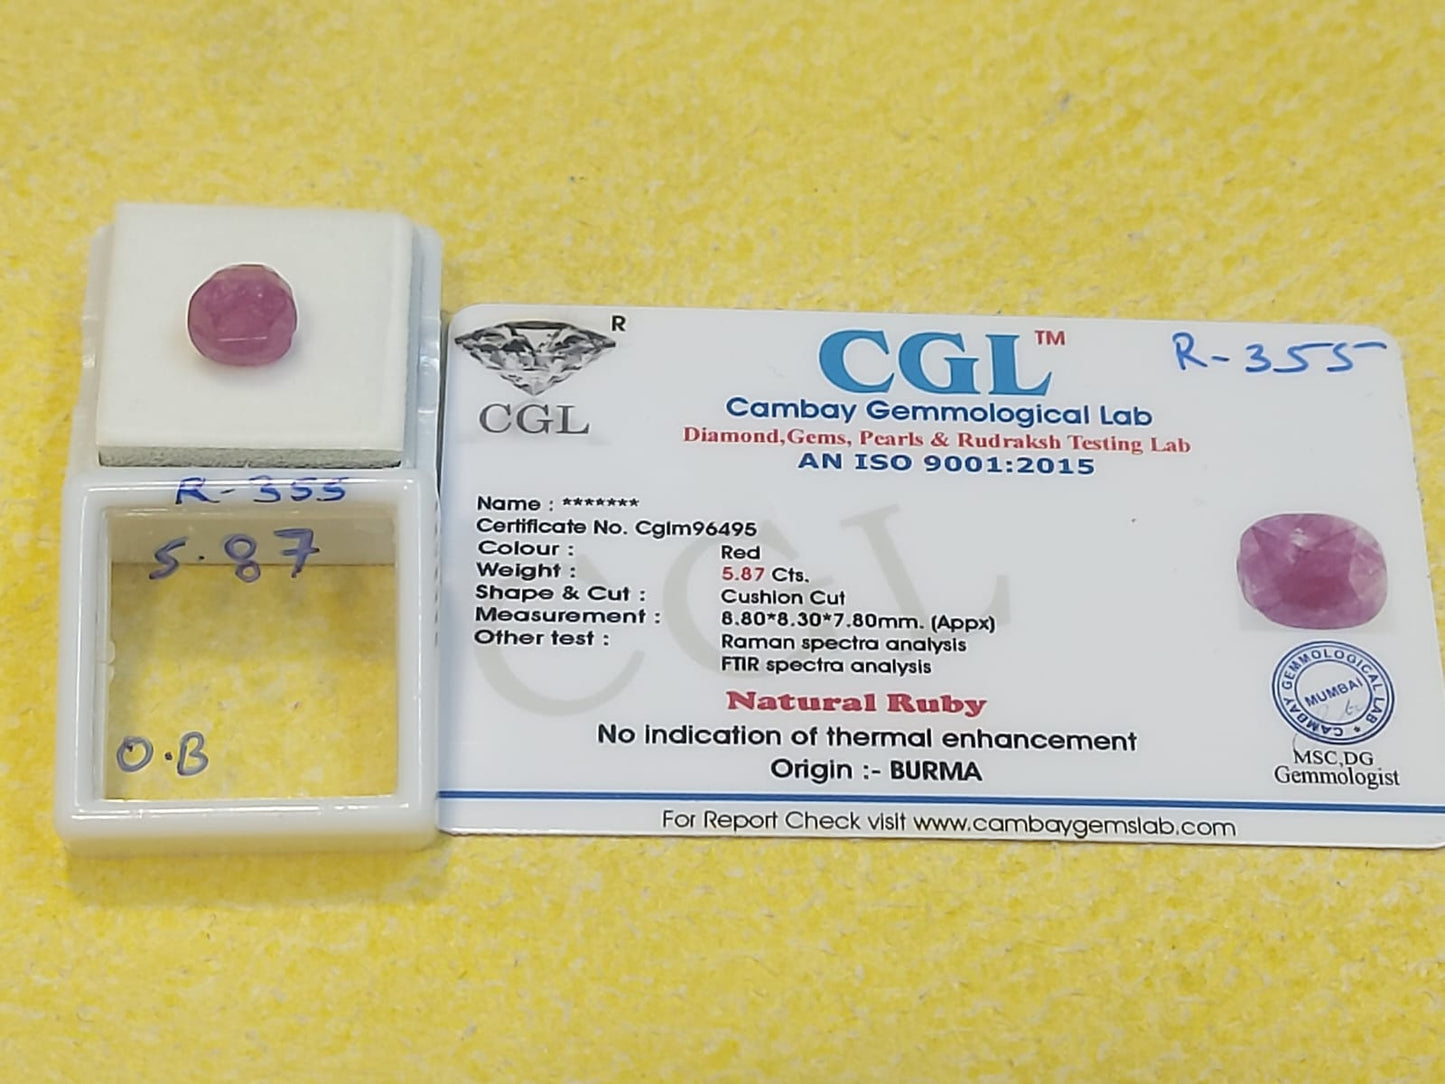 R-355
5.87
O.B
R
CGL
CGL™
R-355
Cambay Gemmological Lab
Diamond,Gems, Pearls & Rudraksh Testing Lab
AN ISO 9001:2015
Name : *******
Certificate No. Cglm96495
Colour : Red
Weight : 5.87 Cts.
Shape & Cut : Cushion Cut
Measurement : 8.80*8.30*7.80mm. (Appx)
Other test : Raman spectra analysis
FTIR spectra analysis
Natural Ruby
No indication of thermal enhancement
Origin :- BURMA
CGL
CAMBAY GEMMOLOGICAL LAB
MUMBAI
MSC,DG
Gemmologist
For Report Check visit www.cambaygemslab.com